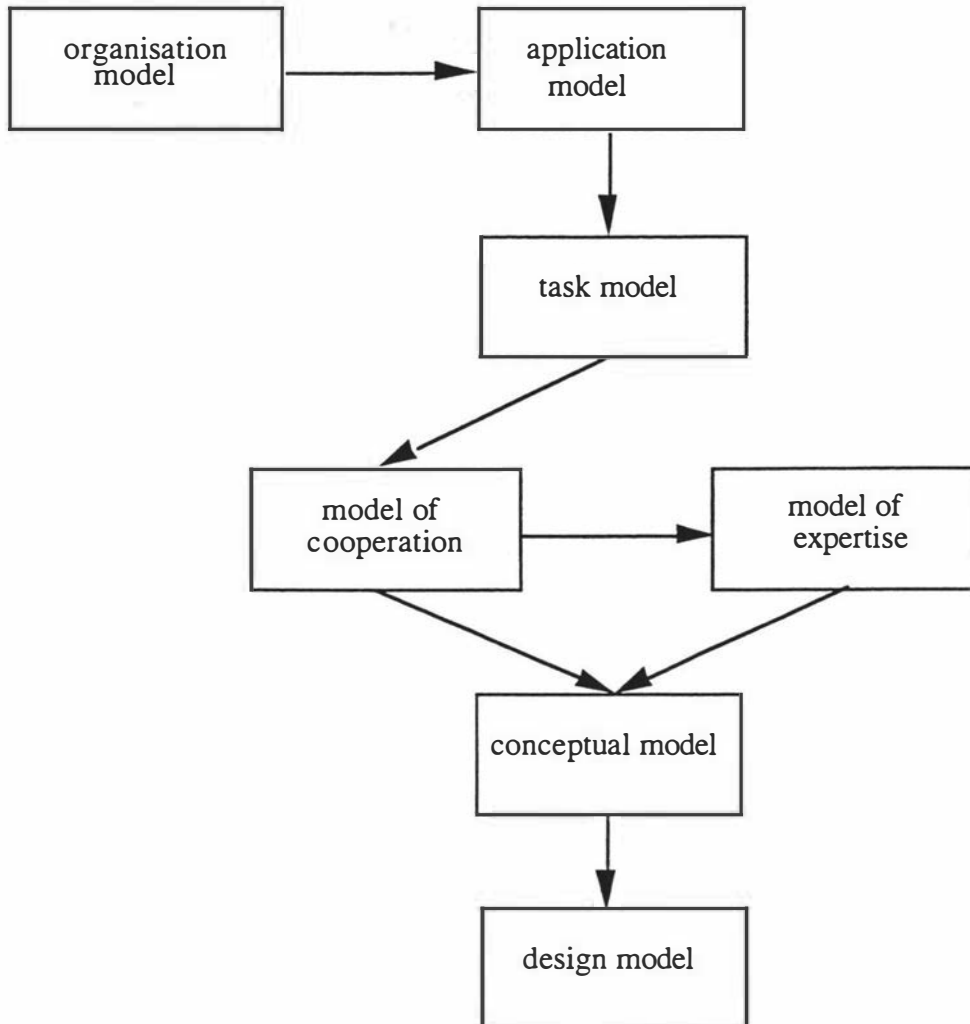 organisation
model
application
model
task model
model of
cooperation
model of
expertise
conceptual model
design model